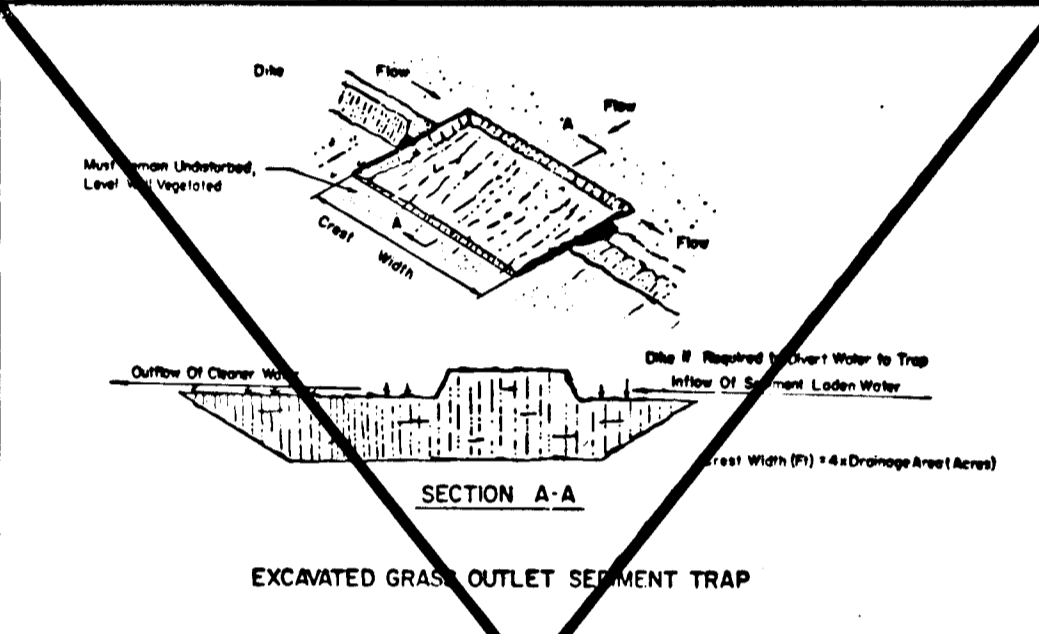 Dike
Flow
Flow
A
Must Remain Undisturbed,
Level Well Vegetated
A
Crest Width
Flow
Dike If Required to Divert Water to Trap
Outflow Of Cleaner Water
Inflow Of Sediment Laden Water
Crest Width (Ft) = 4 x Drainage Area (Acres)
SECTION A-A
EXCAVATED GRASS OUTLET SEDIMENT TRAP